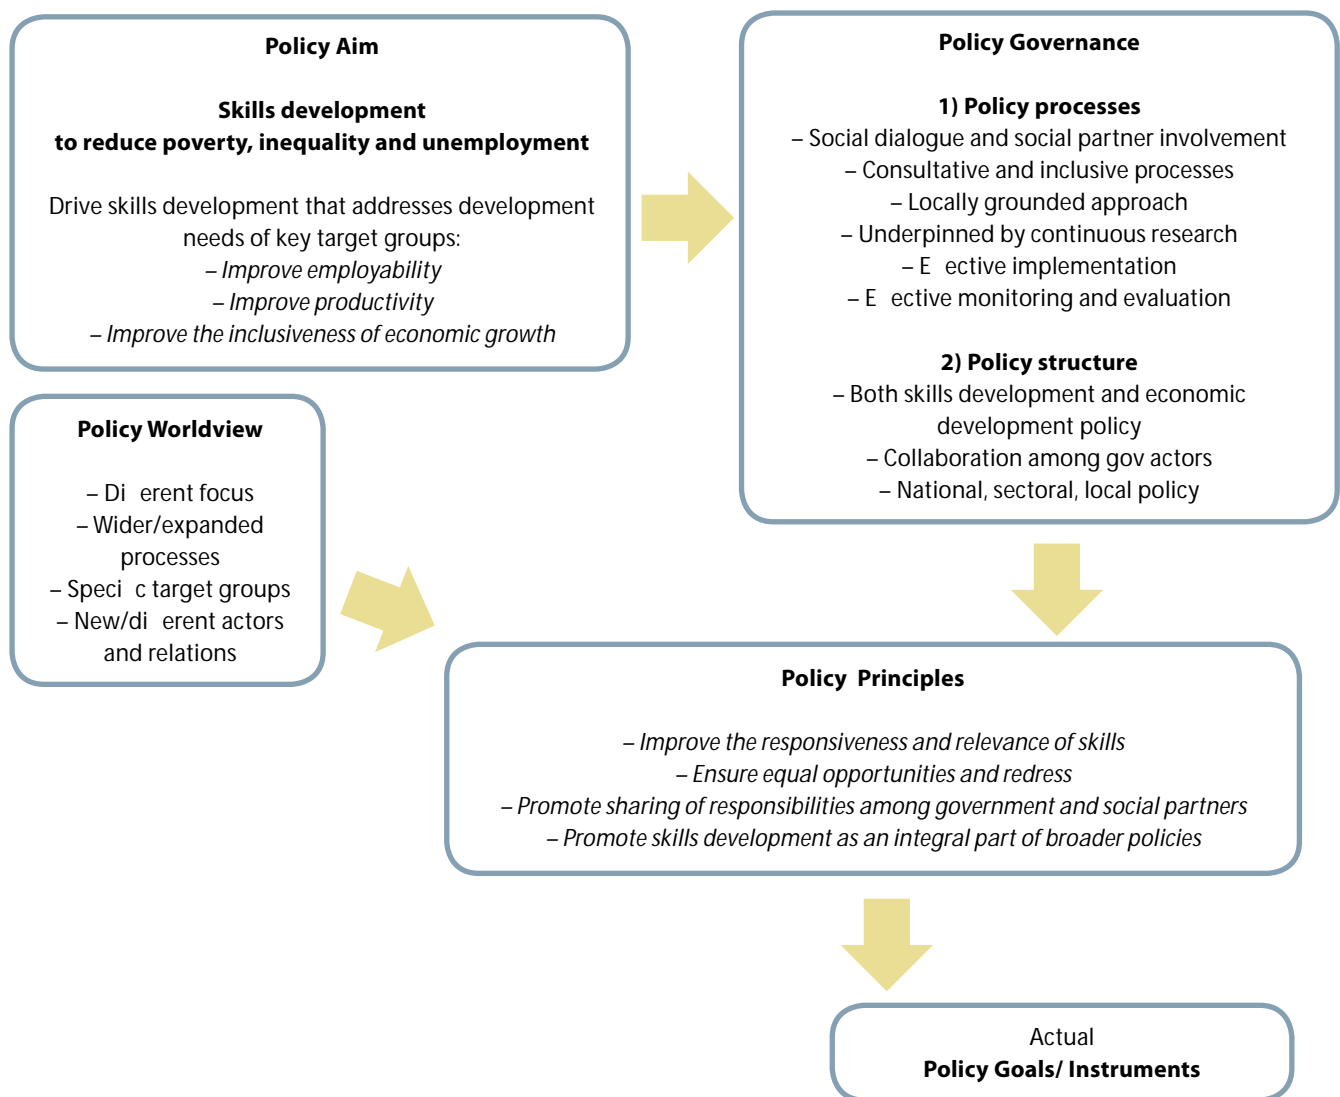 Policy Aim
Skills development
to reduce poverty, inequality and unemployment
Drive skills development that addresses development
needs of key target groups:
– Improve employability
– Improve productivity
– Improve the inclusiveness of economic growth
Policy Governance
1) Policy processes
– Social dialogue and social partner involvement
– Consultative and inclusive processes
– Locally grounded approach
– Underpinned by continuous research
– E ective implementation
– E ective monitoring and evaluation
2) Policy structure
– Both skills development and economic
development policy
– Collaboration among gov actors
– National, sectoral, local policy
Policy Worldview
– Di erent focus
– Wider/expanded
processes
– Speci c target groups
– New/di erent actors
and relations
Policy Principles
– Improve the responsiveness and relevance of skills
– Ensure equal opportunities and redress
– Promote sharing of responsibilities among government and social partners
– Promote skills development as an integral part of broader policies
Actual
Policy Goals/ Instruments